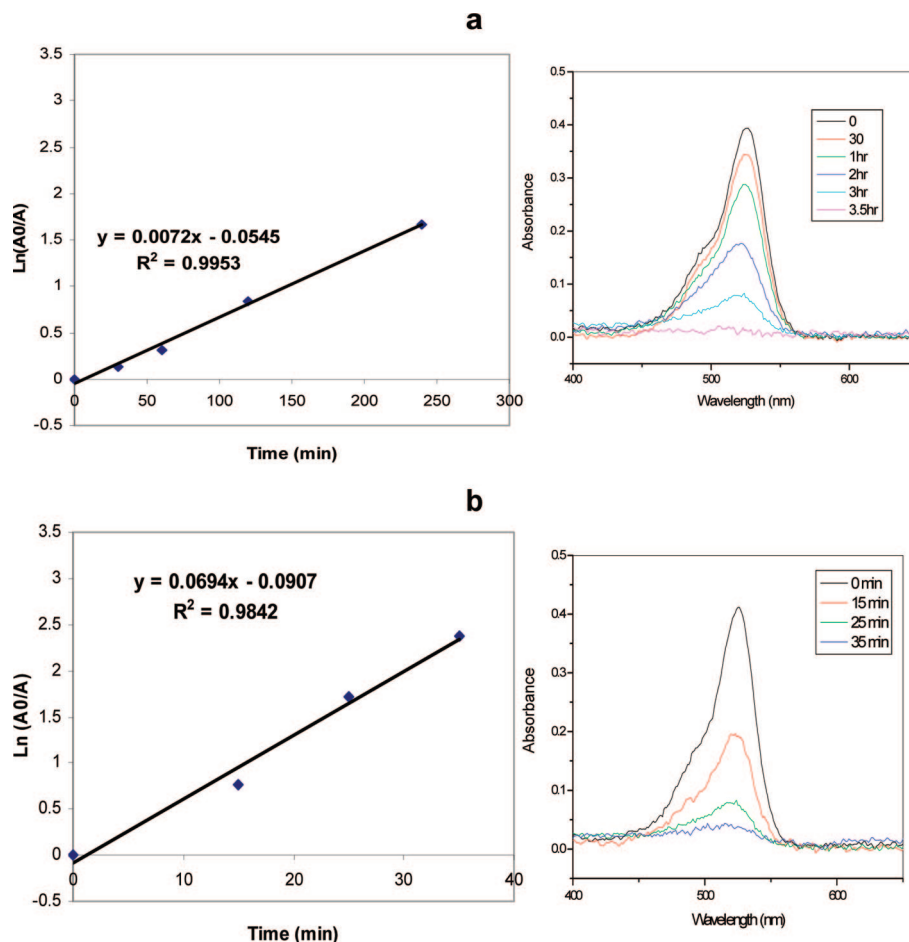 a
3.5
3
2.5
2
1.5
1
0.5
0
-0.5
Ln(A0/A)
y = 0.0072x - 0.0545
R² = 0.9953
0 50 100 150 200 250 300
Time (min)
0.5
0.4
0.3
0.2
0.1
0.0
Absorbance
0
30
1hr
2hr
3hr
3.5hr
400 500 600
Wavelength (nm)
b
3.5
3
2.5
2
1.5
1
0.5
0
-0.5
Ln (A0/A)
y = 0.0694x - 0.0907
R² = 0.9842
0 10 20 30 40
Time (min)
0.5
0.4
0.3
0.2
0.1
0.0
Absorbance
0 min
15 min
25 min
35 min
400 500 600
Wavelength (nm)